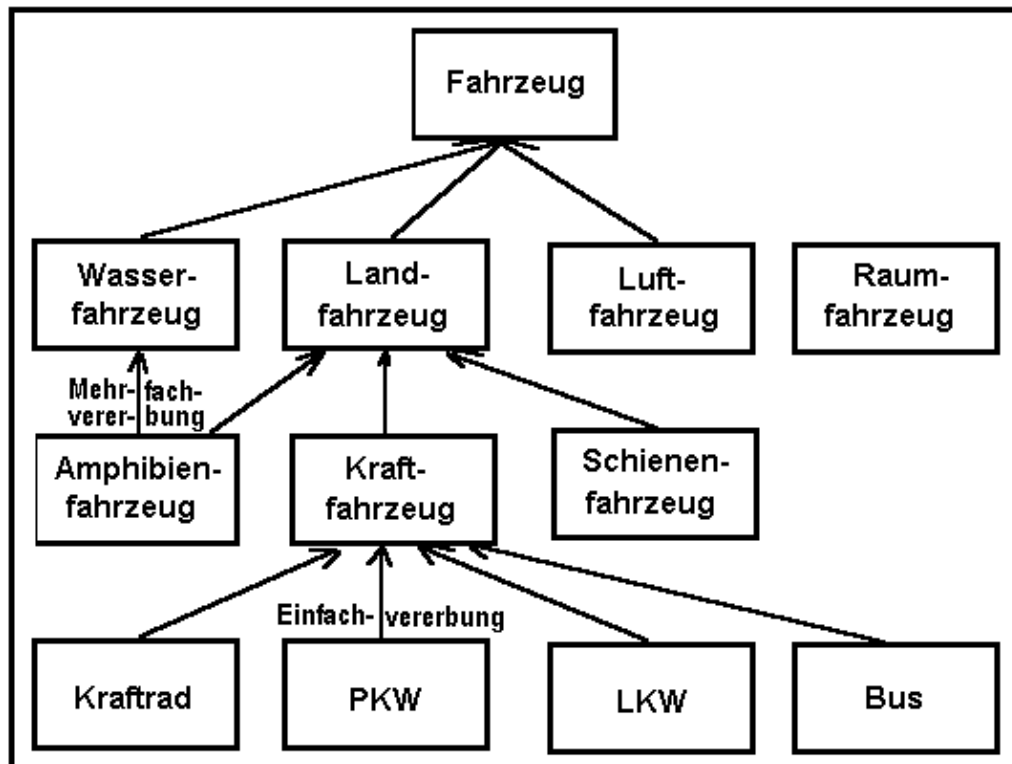 Fahrzeug
Wasser-
fahrzeug
Land-
fahrzeug
Luft-
fahrzeug
Raum-
fahrzeug
Mehr- fach-
verer- bung
Amphibien-
fahrzeug
Kraft-
fahrzeug
Schienen-
fahrzeug
Einfach- vererbung
Kraftrad
PKW
LKW
Bus